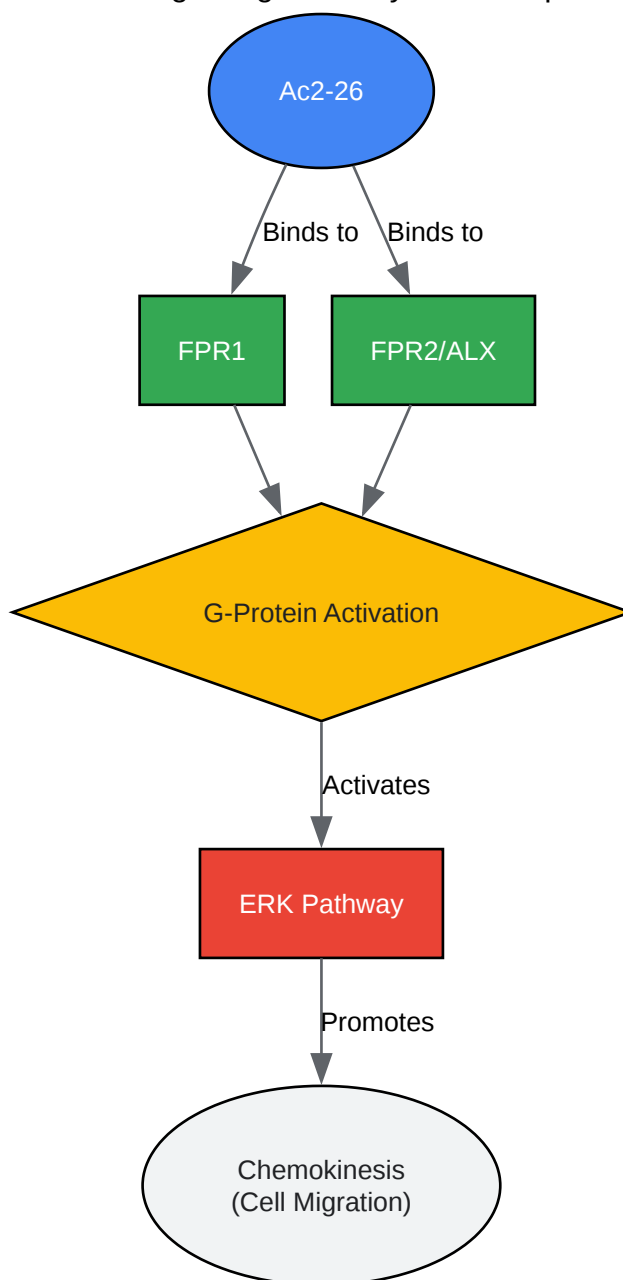 Ac2-26
Binds to
Binds to
FPR1
FPR2/ALX
G-Protein Activation
Activates
ERK Pathway
Promotes
Chemokinesis
(Cell Migration)